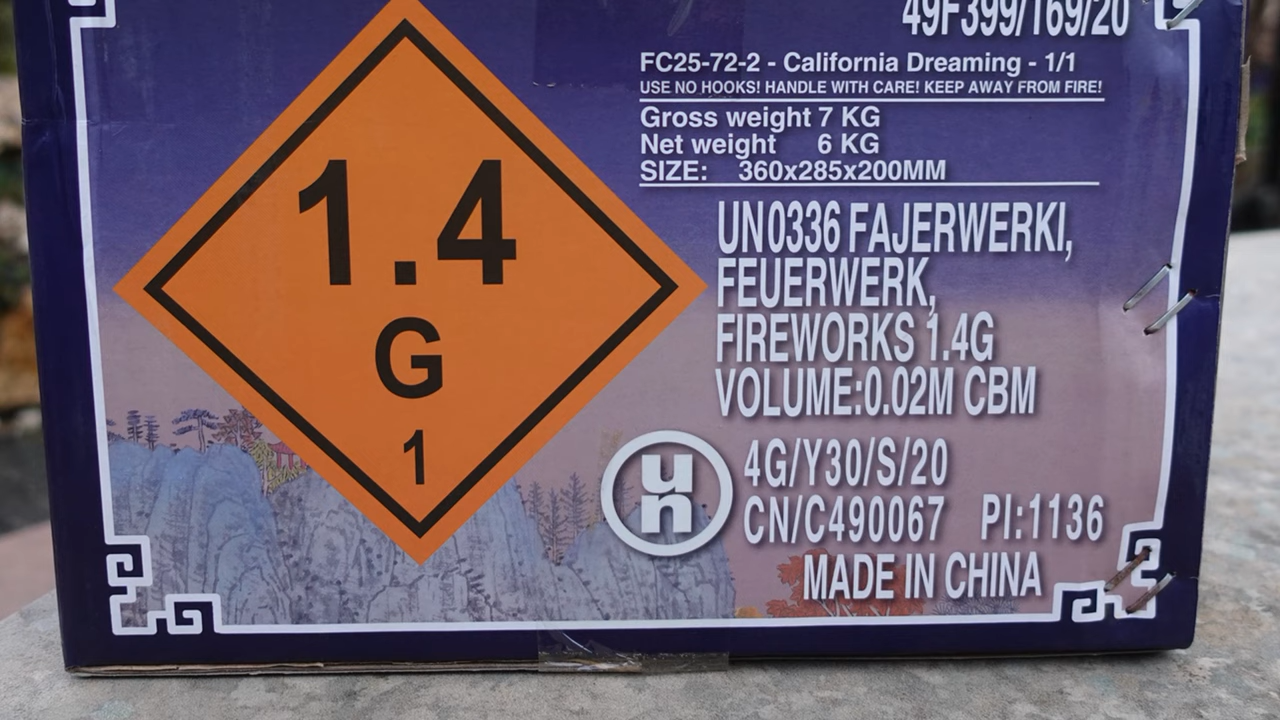 49F399/169/20
FC25-72-2 - California Dreaming - 1/1
USE NO HOOKS! HANDLE WITH CARE! KEEP AWAY FROM FIRE!
Gross weight 7 KG
Net weight 6 KG
SIZE: 360x285x200MM
1.4
G
1
UN0336 FAJERWERKI,
FEUERWERK,
FIREWORKS 1.4G
VOLUME:0.02M CBM
un
4G/Y30/S/20
CN/C490067 PI:1136
MADE IN CHINA